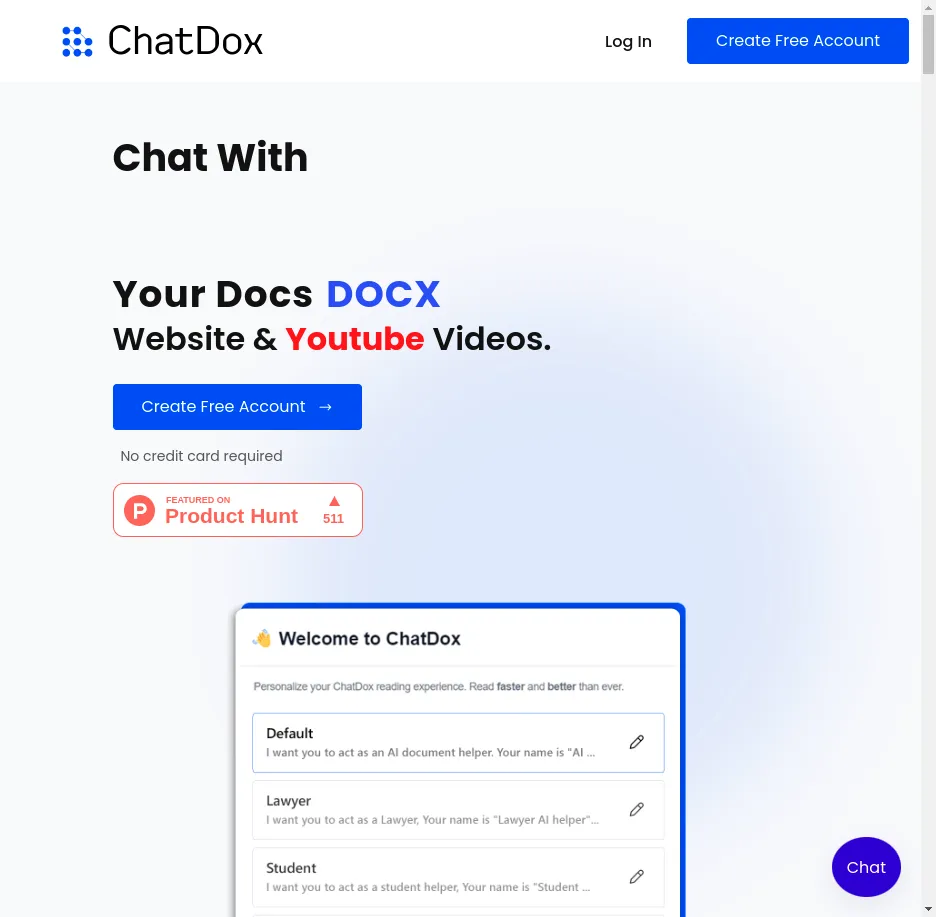 ChatDox
Log In
Create Free Account
Chat With
Your Docs DOCX
Website & Youtube Videos.
Create Free Account →
No credit card required
P
FEATURED ON
Product Hunt
▲
511
👋 Welcome to ChatDox
Personalize your ChatDox reading experience. Read faster and better than ever.
Default
I want you to act as an AI document helper. Your name is "AI ...
Lawyer
I want you to act as a Lawyer, Your name is "Lawyer AI helper"...
Student
I want you to act as a student helper, Your name is "Student ...
Chat